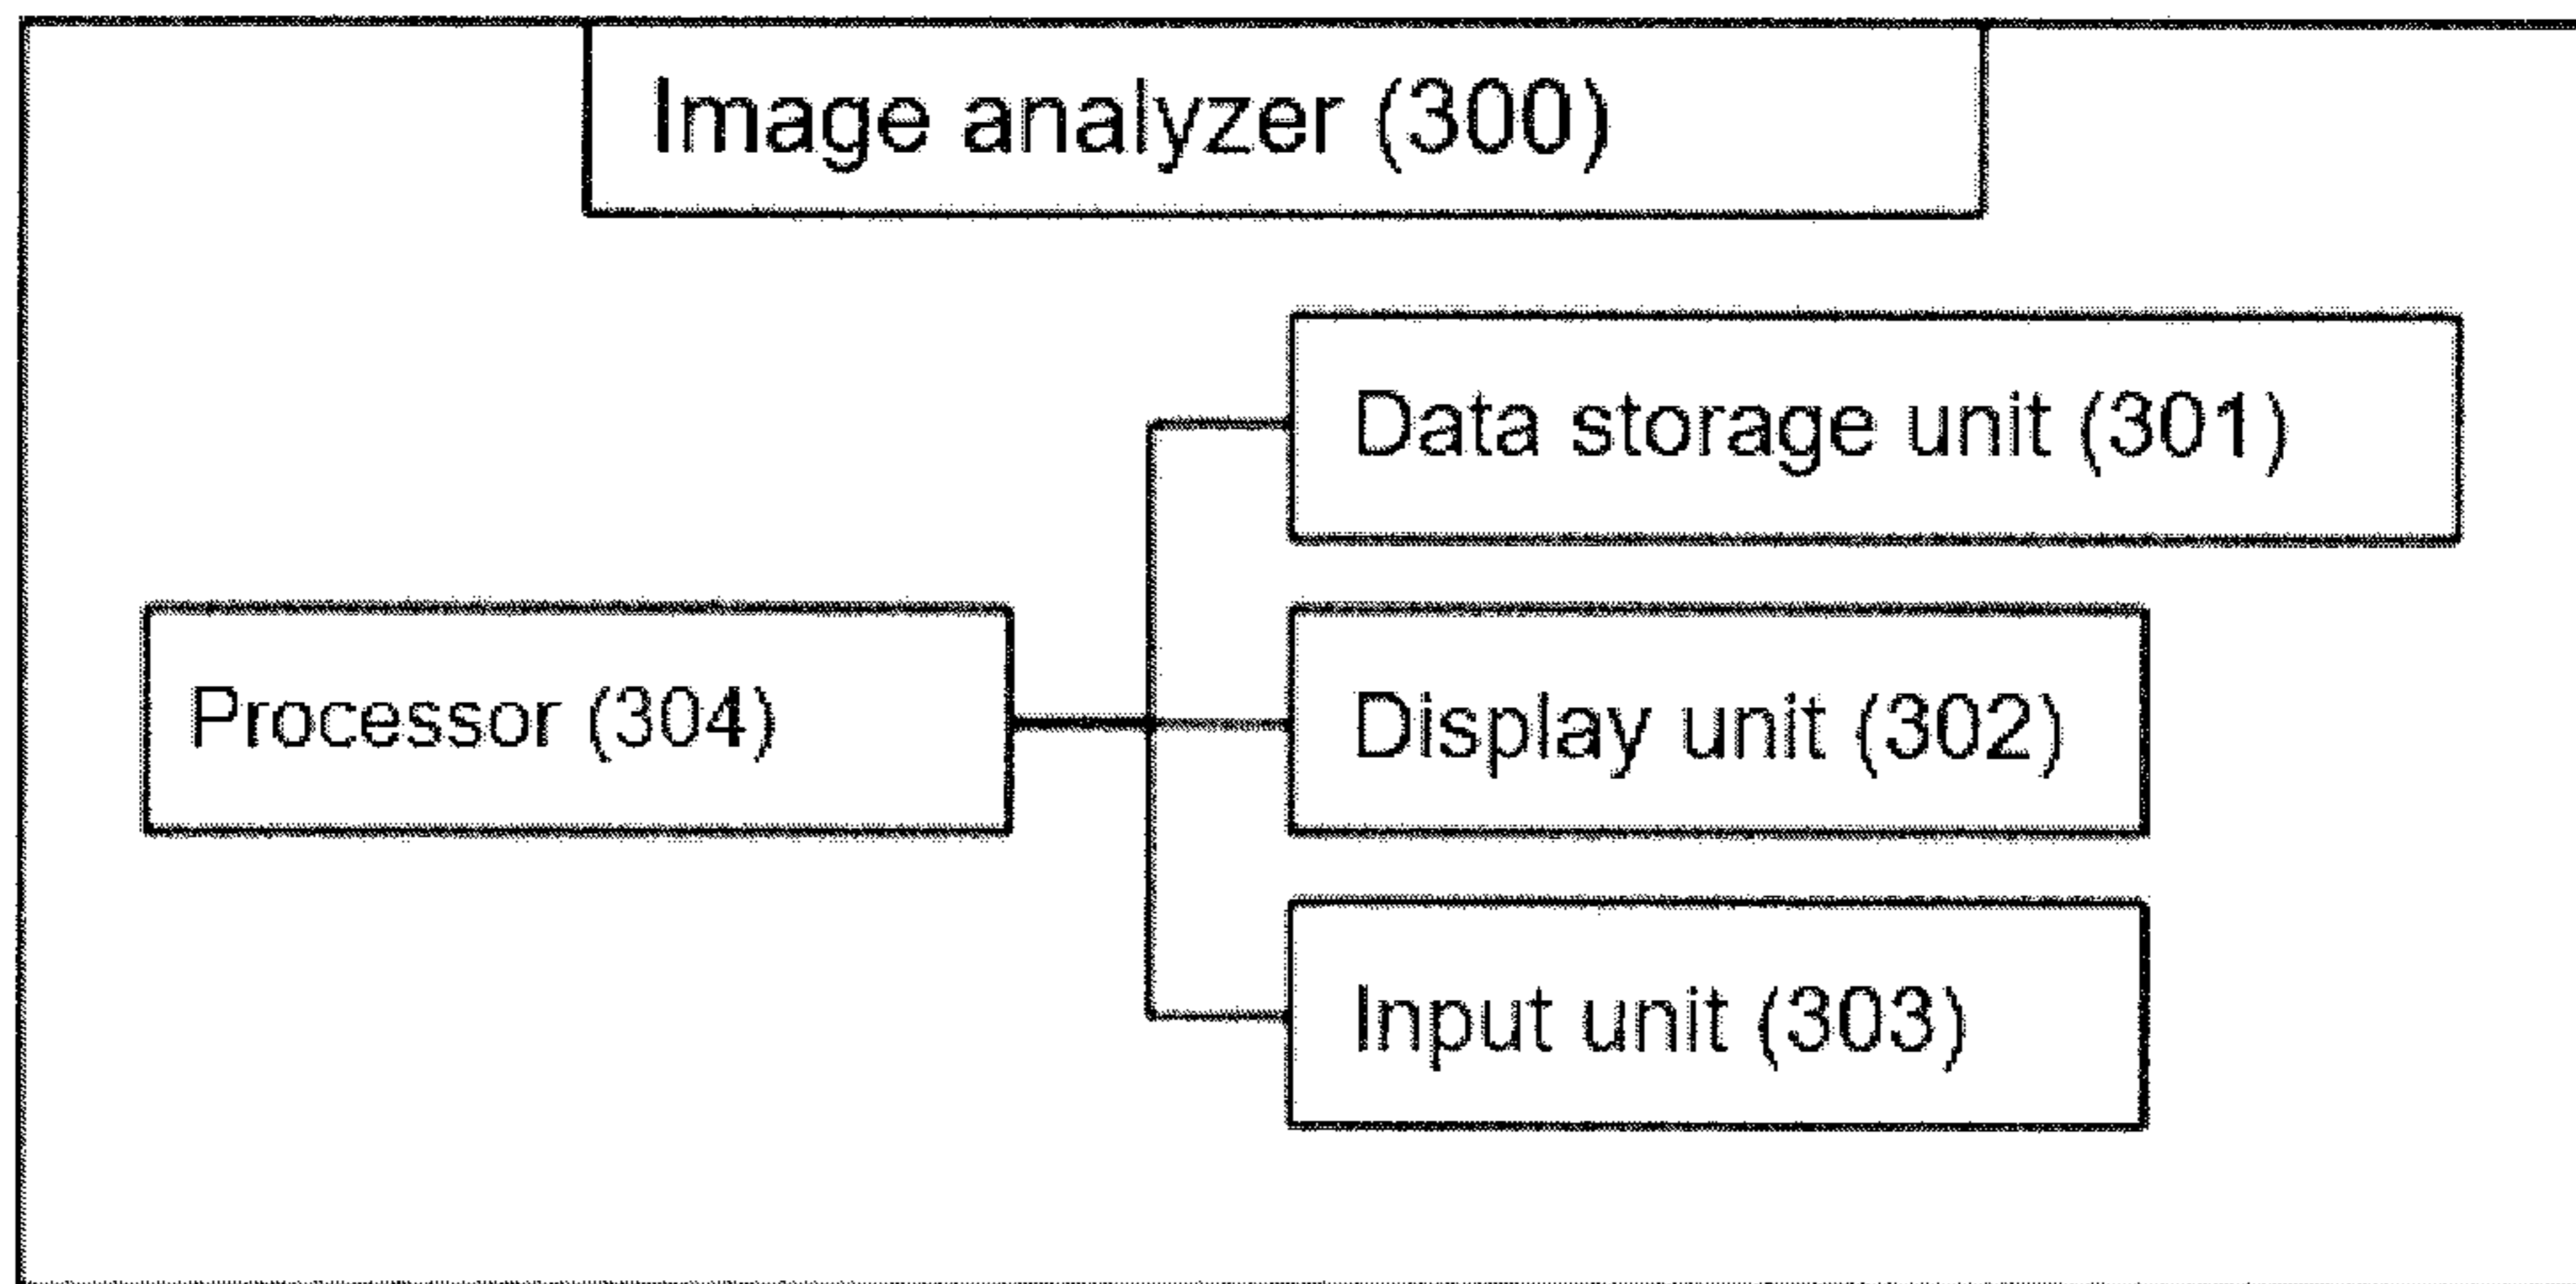 Image analyzer (300)
Data storage unit (301)
Processor (304)
Display unit (302)
Input unit (303)